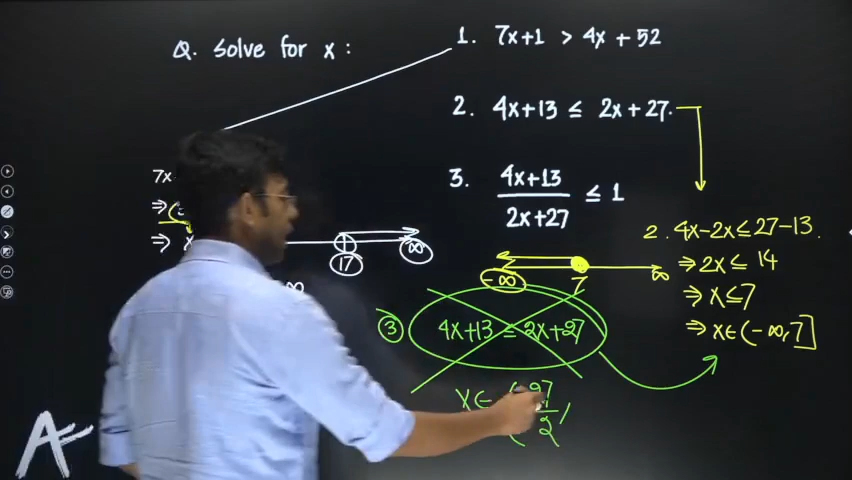 Q. Solve for x :
1. 7x+1 > 4x + 52
2. 4x+13 ≤ 2x+27.
3. 4x+13 / 2x+27 ≤ 1
7x
⇒
⇒ x
17 ∞
∞
2. 4x-2x≤27-13.
⇒ 2x ≤ 14
⇒ x≤7
⇒ x∈(-∞,7]
-∞ 7 ∞
③ 4x+13 ≤ 2x+27
x∈